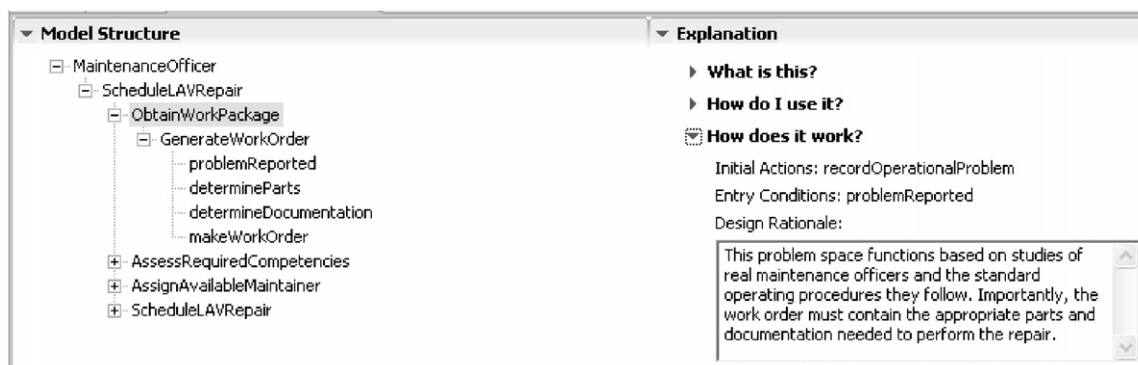 Model Structure
MaintenanceOfficer
ScheduleLAVRepair
ObtainWorkPackage
GenerateWorkOrder
problemReported
determineParts
determineDocumentation
makeWorkOrder
AssessRequiredCompetencies
AssignAvailableMaintainer
ScheduleLAVRepair
Explanation
What is this?
How do I use it?
How does it work?
Initial Actions: recordOperationalProblem
Entry Conditions: problemReported
Design Rationale:
This problem space functions based on studies of
real maintenance officers and the standard
operating procedures they follow. Importantly, the
work order must contain the appropriate parts and
documentation needed to perform the repair.